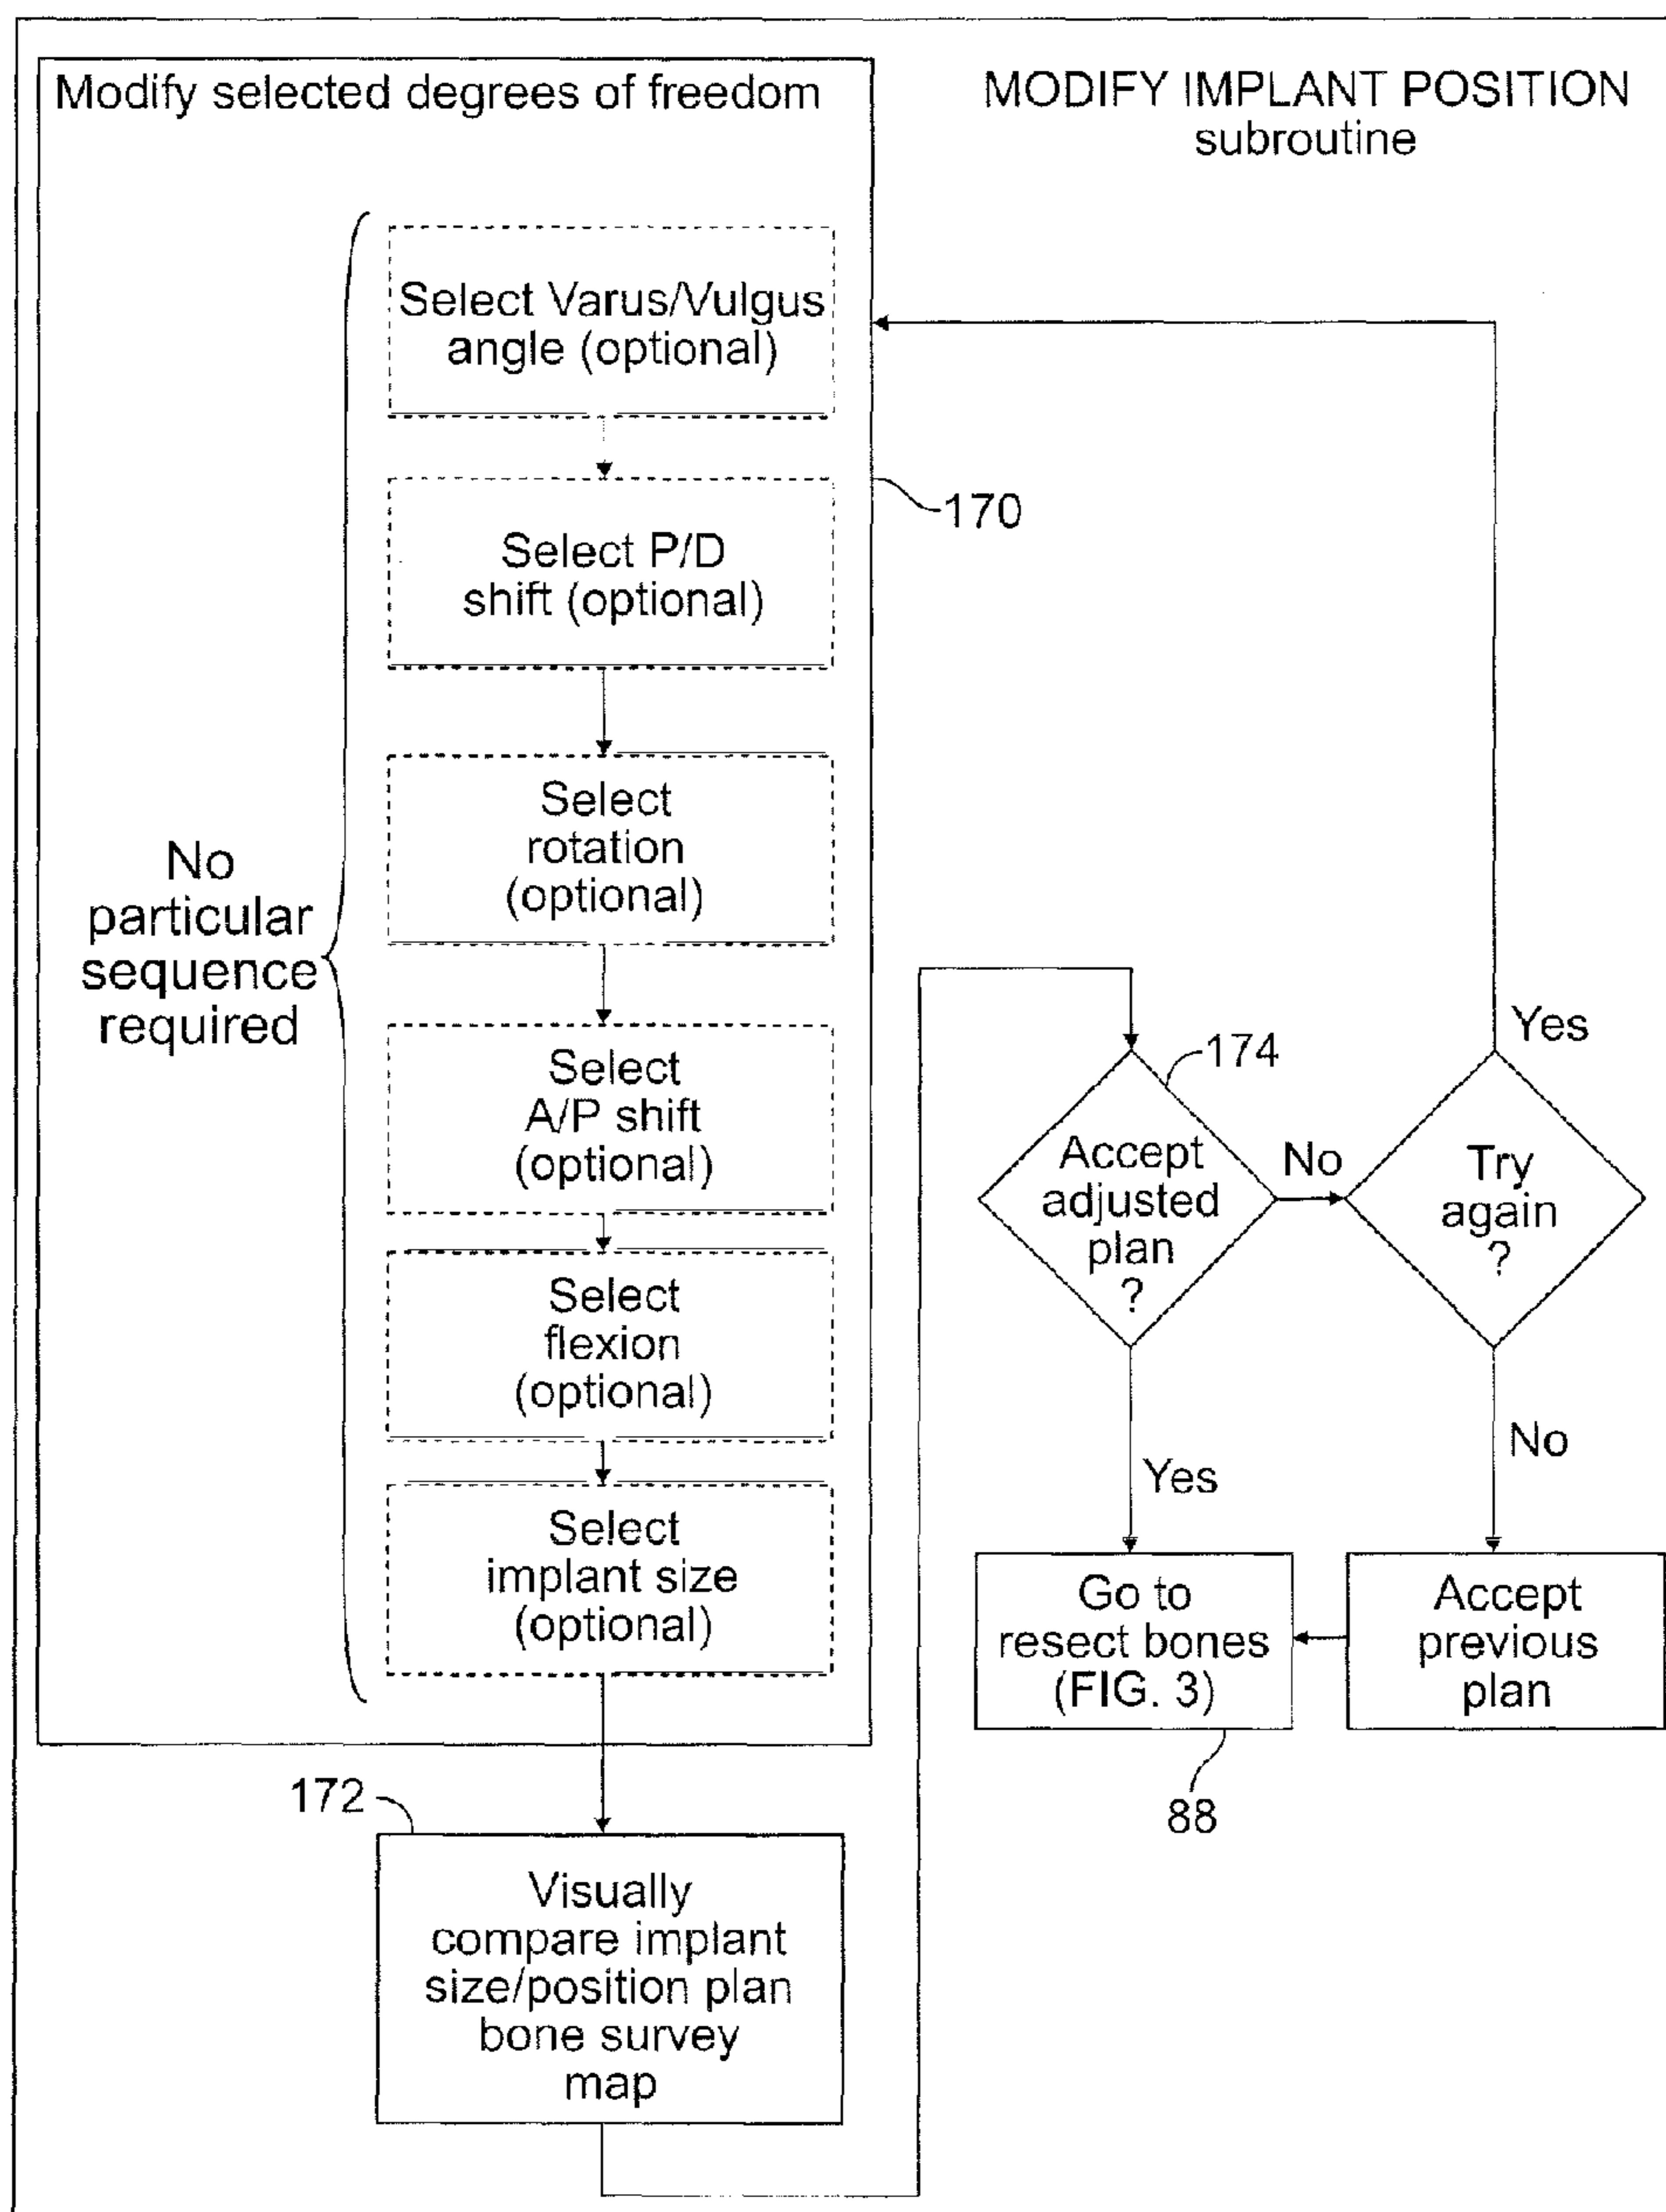 Modify selected degrees of freedom
MODIFY IMPLANT POSITION
subroutine
Select Varus/Vulgus
angle (optional)
170
Select P/D
shift (optional)
Select
rotation
(optional)
No
particular
sequence
required
Select
A/P shift
(optional)
Select
flexion
(optional)
Select
implant size
(optional)
172
Visually
compare implant
size/position plan
bone survey
map
174
Accept
adjusted
plan
?
No
Yes
Try
again
?
Yes
No
Go to
resect bones
(FIG. 3)
88
Accept
previous
plan